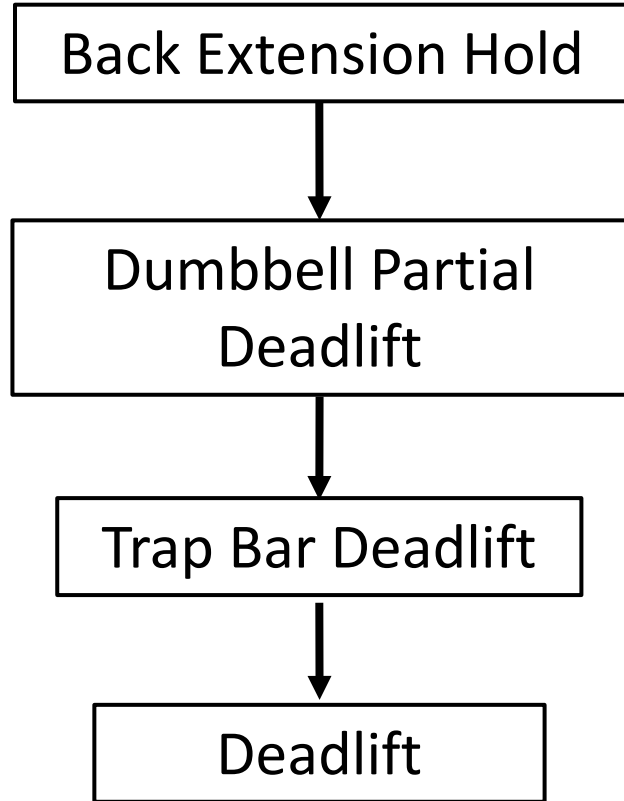 Back Extension Hold
Dumbbell Partial
Deadlift
Trap Bar Deadlift
Deadlift